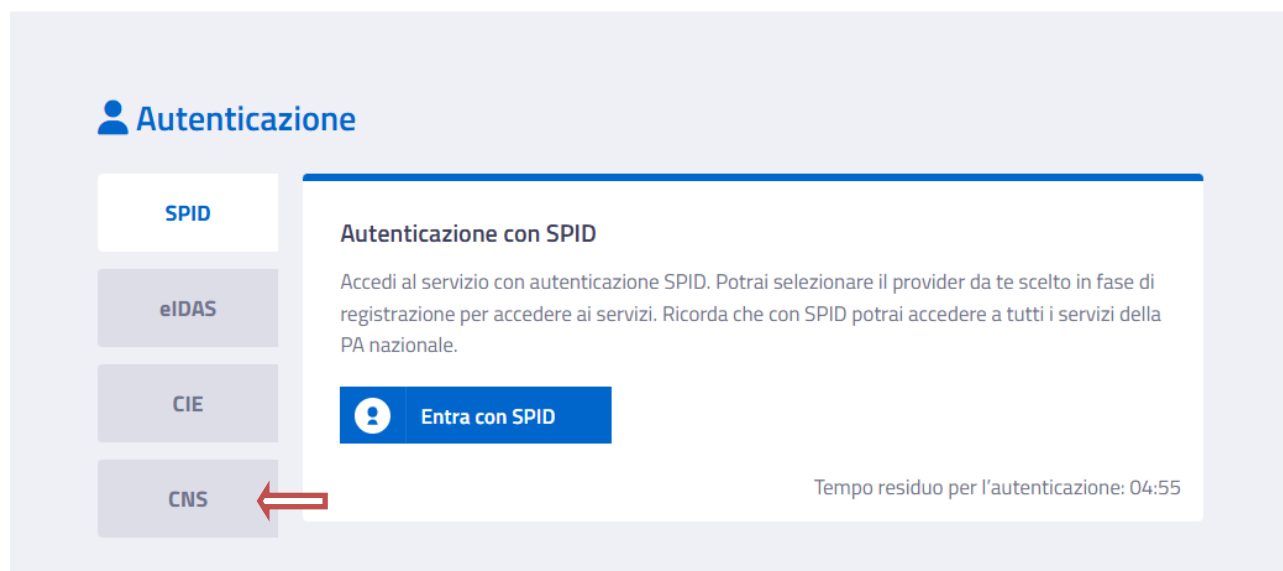 Autenticazione
SPID
eIDAS
CIE
CNS
Autenticazione con SPID
Accedi al servizio con autenticazione SPID. Potrai selezionare il provider da te scelto in fase di
registrazione per accedere ai servizi. Ricorda che con SPID potrai accedere a tutti i servizi della
PA nazionale.
Entra con SPID
Tempo residuo per l'autenticazione: 04:55